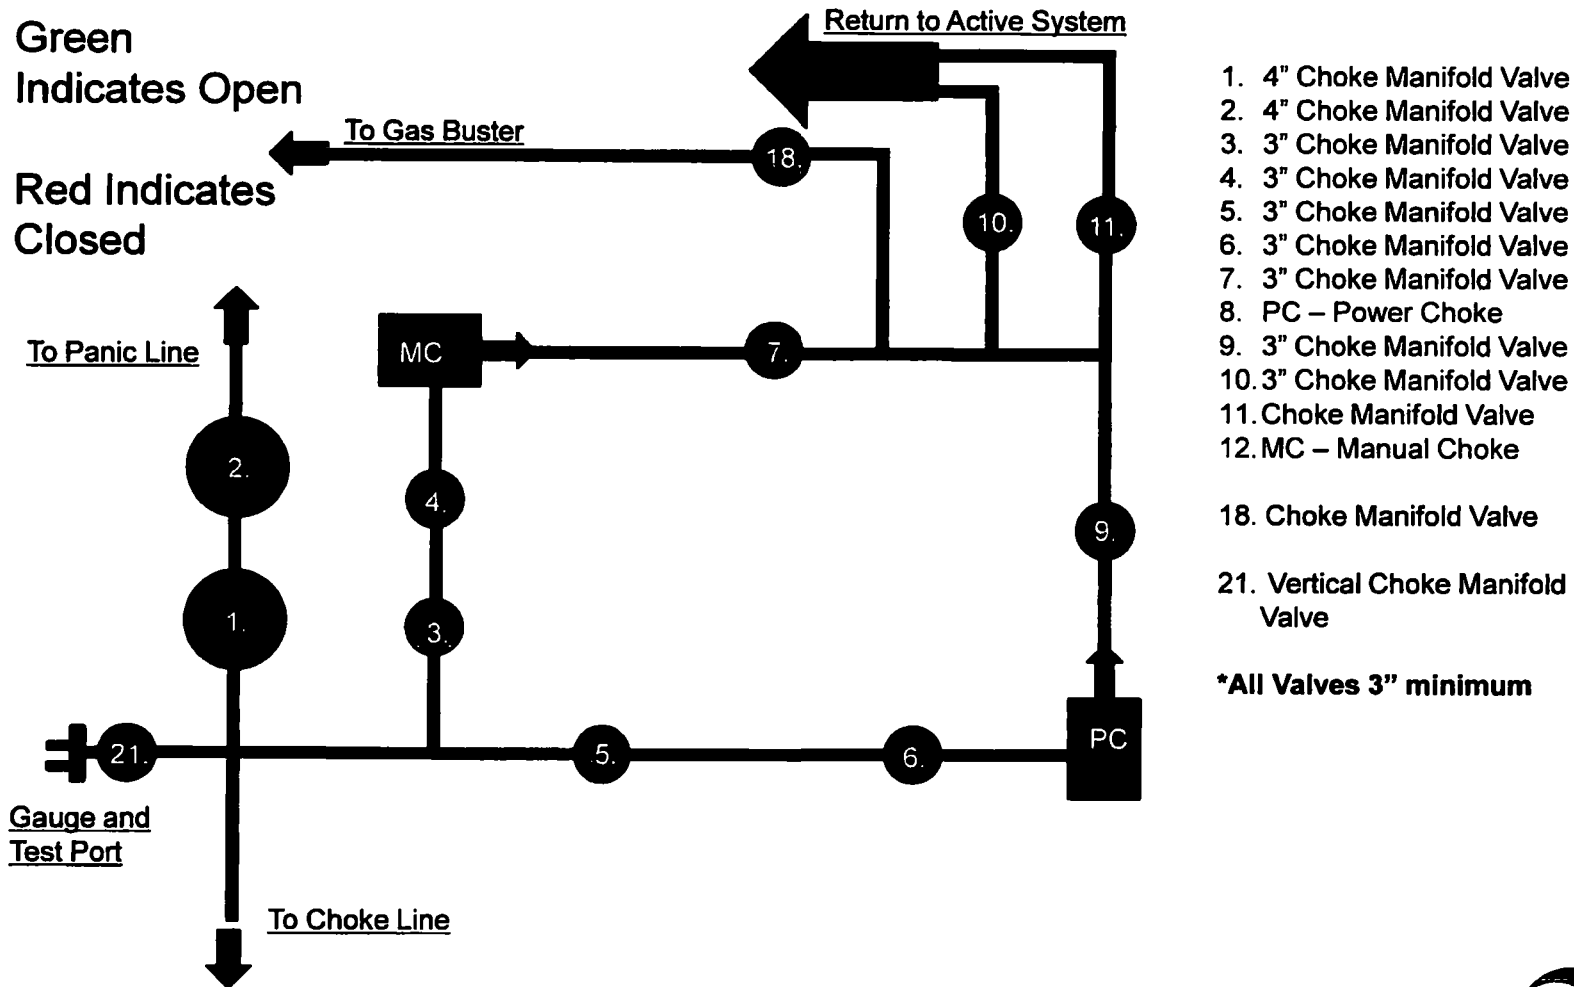 Green
Indicates Open
Red Indicates
Closed
Return to Active System
To Gas Buster
18.
10.
11.
To Panic Line
MC
7.
2.
4.
9.
1.
3.
21.
5.
6.
PC
Gauge and
Test Port
To Choke Line
1. 4" Choke Manifold Valve
2. 4" Choke Manifold Valve
3. 3" Choke Manifold Valve
4. 3" Choke Manifold Valve
5. 3" Choke Manifold Valve
6. 3" Choke Manifold Valve
7. 3" Choke Manifold Valve
8. PC – Power Choke
9. 3" Choke Manifold Valve
10. 3" Choke Manifold Valve
11. Choke Manifold Valve
12. MC – Manual Choke
18. Choke Manifold Valve
21. Vertical Choke Manifold
Valve
*All Valves 3" minimum